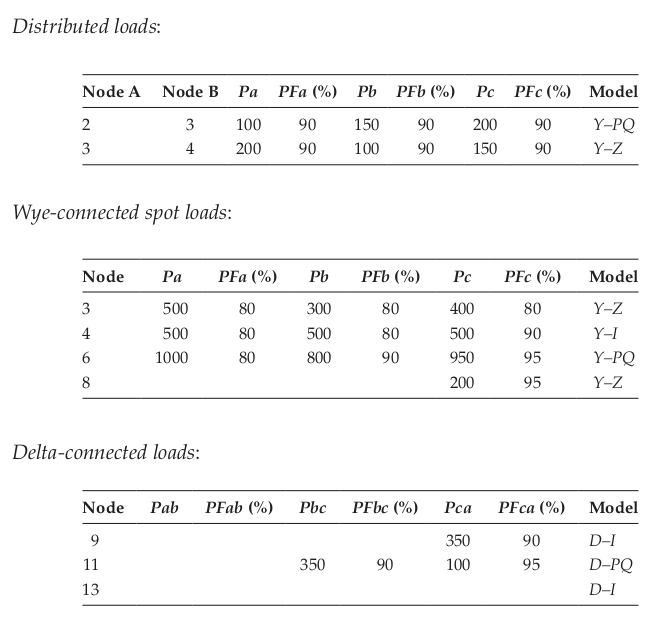 Distributed loads:
Node A Node B Pa PFa (%) Pb PFb (%) Pc PFc (%) Model
2 3 100 90 150 90 200 90 Y–PQ
3 4 200 90 100 90 150 90 Y–Z
Wye-connected spot loads:
Node Pa PFa (%) Pb PFb (%) Pc PFc (%) Model
3 500 80 300 80 400 80 Y–Z
4 500 80 500 80 500 90 Y–I
6 1000 80 800 90 950 95 Y–PQ
8 200 95 Y–Z
Delta-connected loads:
Node Pab PFab (%) Pbc PFbc (%) Pca PFca (%) Model
9 350 90 D–I
11 350 90 100 95 D–PQ
13 D–I